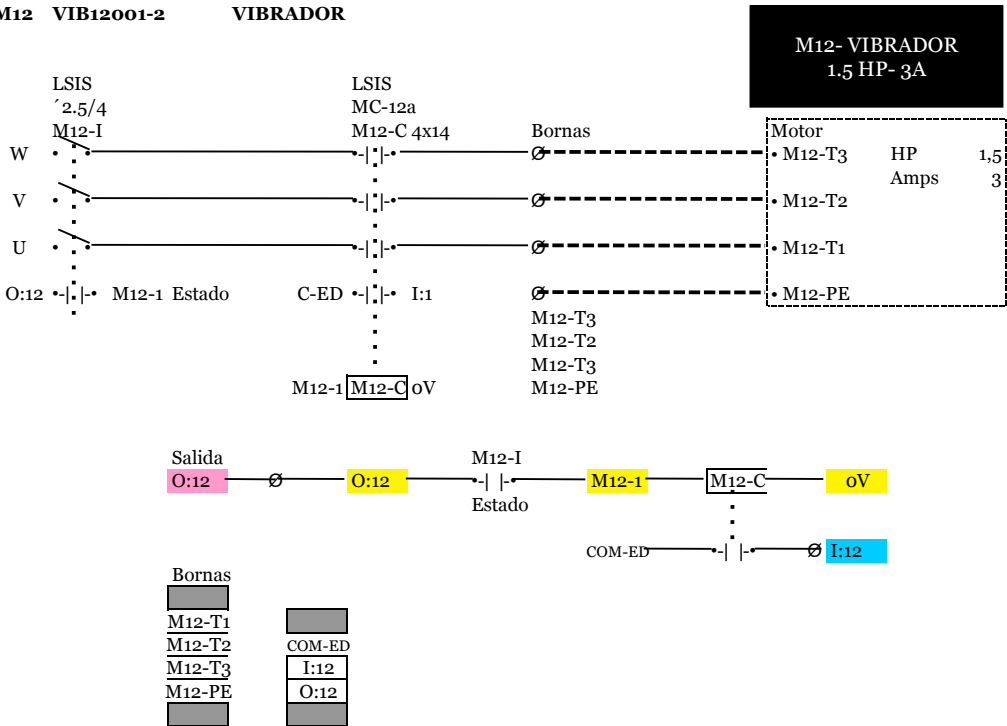 M12 VIB12001-2 VIBRADOR
M12- VIBRADOR
1.5 HP- 3A
LSIS
´2.5/4
M12-I
LSIS
MC-12a
M12-C 4x14
Bornas
Motor
W
M12-T3 HP 1,5
Amps 3
V
M12-T2
U
M12-T1
O:12 M12-1 Estado C-ED I:1
M12-PE
M12-T3
M12-T2
M12-T3
M12-PE
M12-1 M12-C 0V
Salida
M12-I
O:12 O:12 M12-1 M12-C 0V
Estado
COM-ED I:12
Bornas
M12-T1
M12-T2 COM-ED
M12-T3 I:12
M12-PE O:12